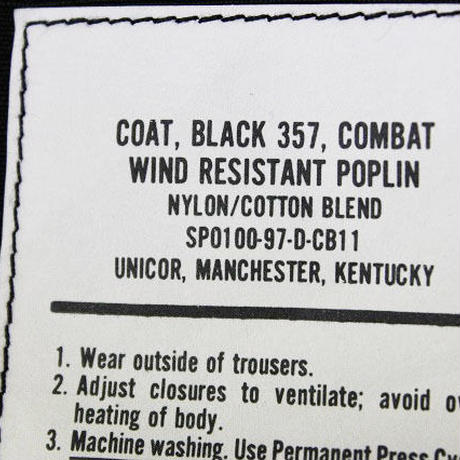 COAT, BLACK 357, COMBAT
WIND RESISTANT POPLIN
NYLON/COTTON BLEND
SPO100-97-D-CB11
UNICOR, MANCHESTER, KENTUCKY
1. Wear outside of trousers.
2. Adjust closures to ventilate; avoid
heating of body.
3. Machine washing. Use Permanent Press